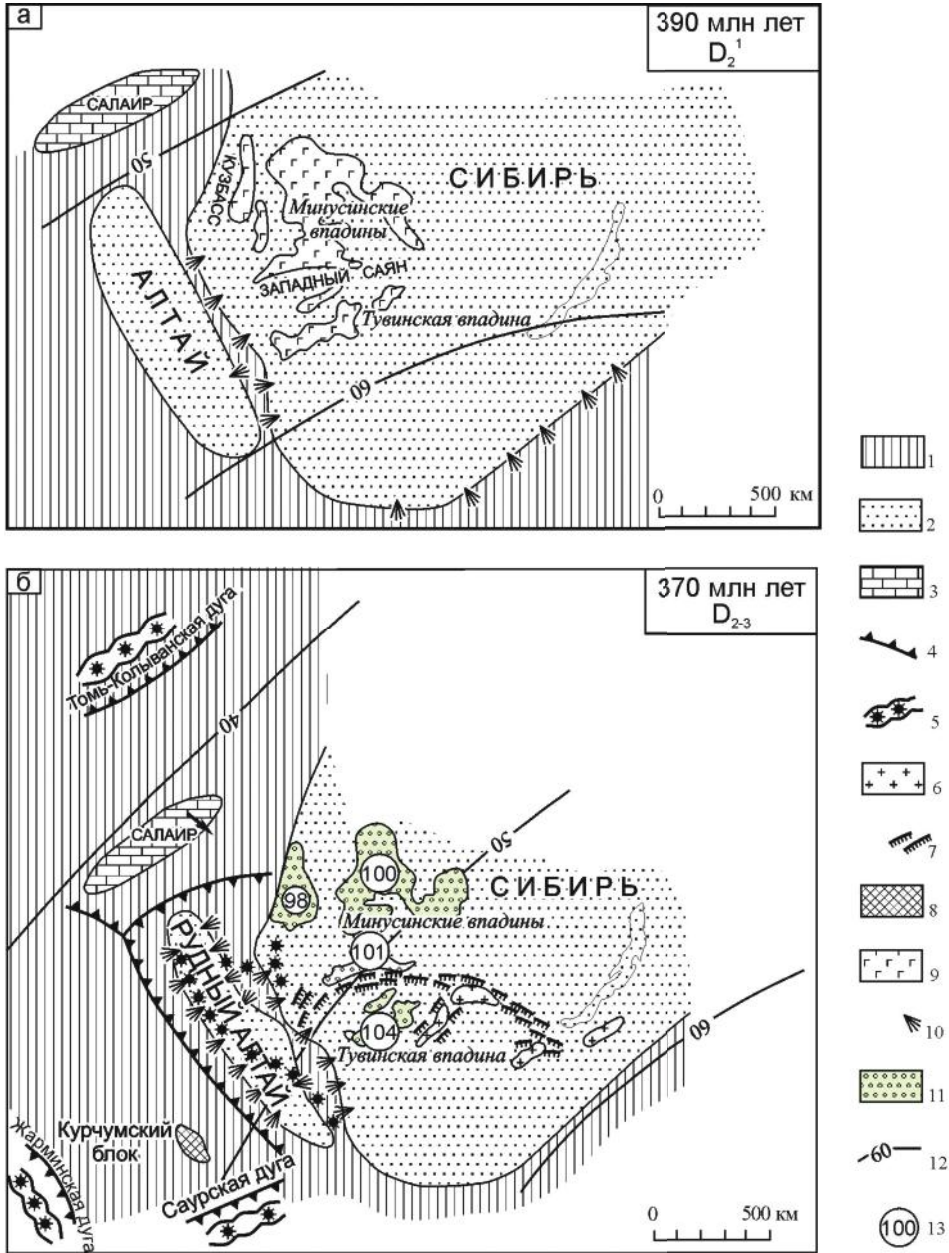 а
390 млн лет
D₂¹
САЛАИР
50
КУЗБАСС
СИБИРЬ
Минусинские
впадины
АЛТАЙ
ЗАПАДНЫЙ САЯН
Тувинская впадина
60
0 500 км
б
370 млн лет
D₂₋₃
Томь-Колыванская дуга
40
50
САЛАИР
98
100
СИБИРЬ
Минусинские впадины
101
РУДНЫЙ АЛТАЙ
104
Тувинская впадина
60
Курчумский
блок
Жарминская дуга
Саурская дуга
0 500 км
1
2
3
4
5
6
7
8
9
10
11
60 12
100 13